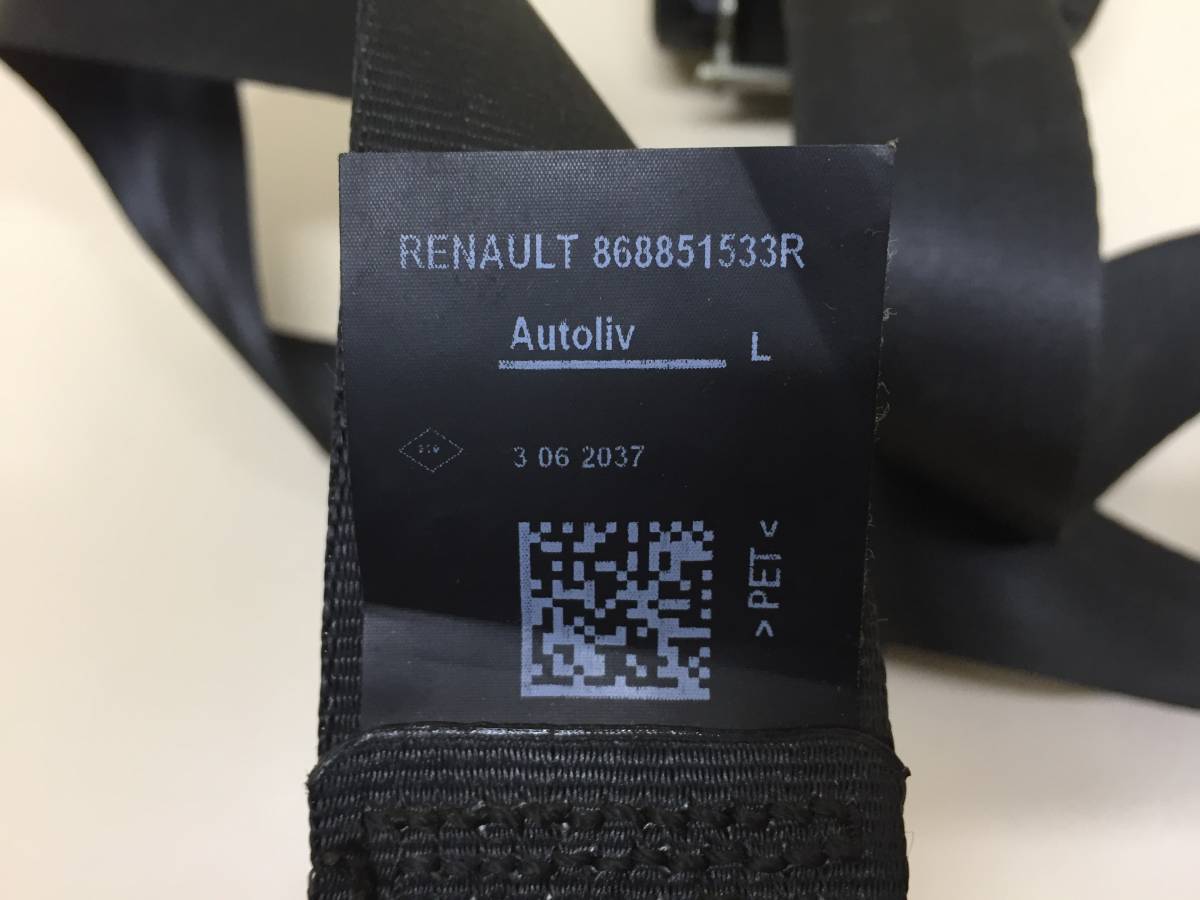 RENAULT 868851533R
Autoliv L
3 06 2037
>PET<